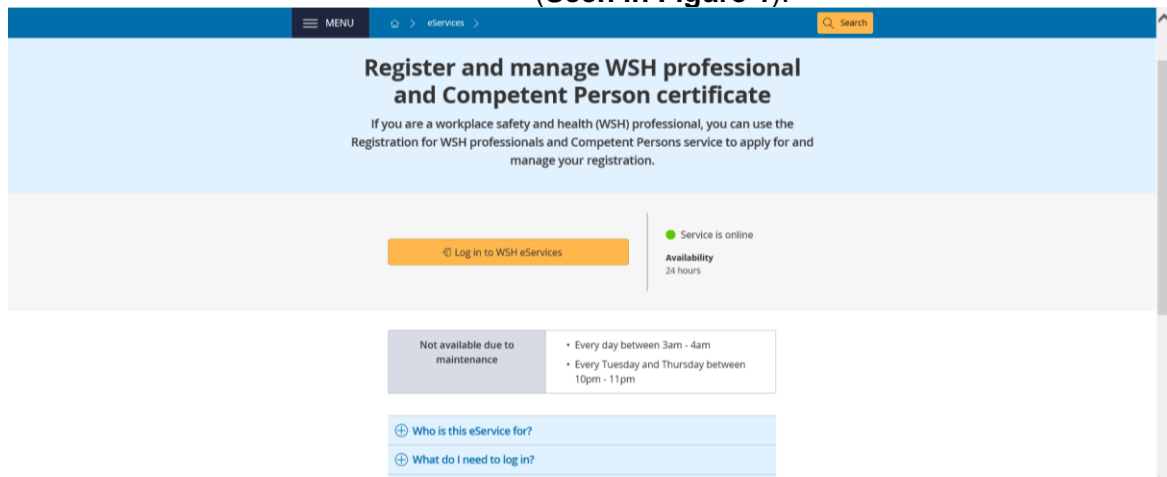 (Seen in Figure 1).
MENU
eServices
Search
Register and manage WSH professional
and Competent Person certificate
If you are a workplace safety and health (WSH) professional, you can use the
Registration for WSH professionals and Competent Persons service to apply for and
manage your registration.
Log in to WSH eServices
Service is online
Availability
24 hours
Not available due to
maintenance
• Every day between 3am - 4am
• Every Tuesday and Thursday between
10pm - 11pm
Who is this eService for?
What do I need to log in?